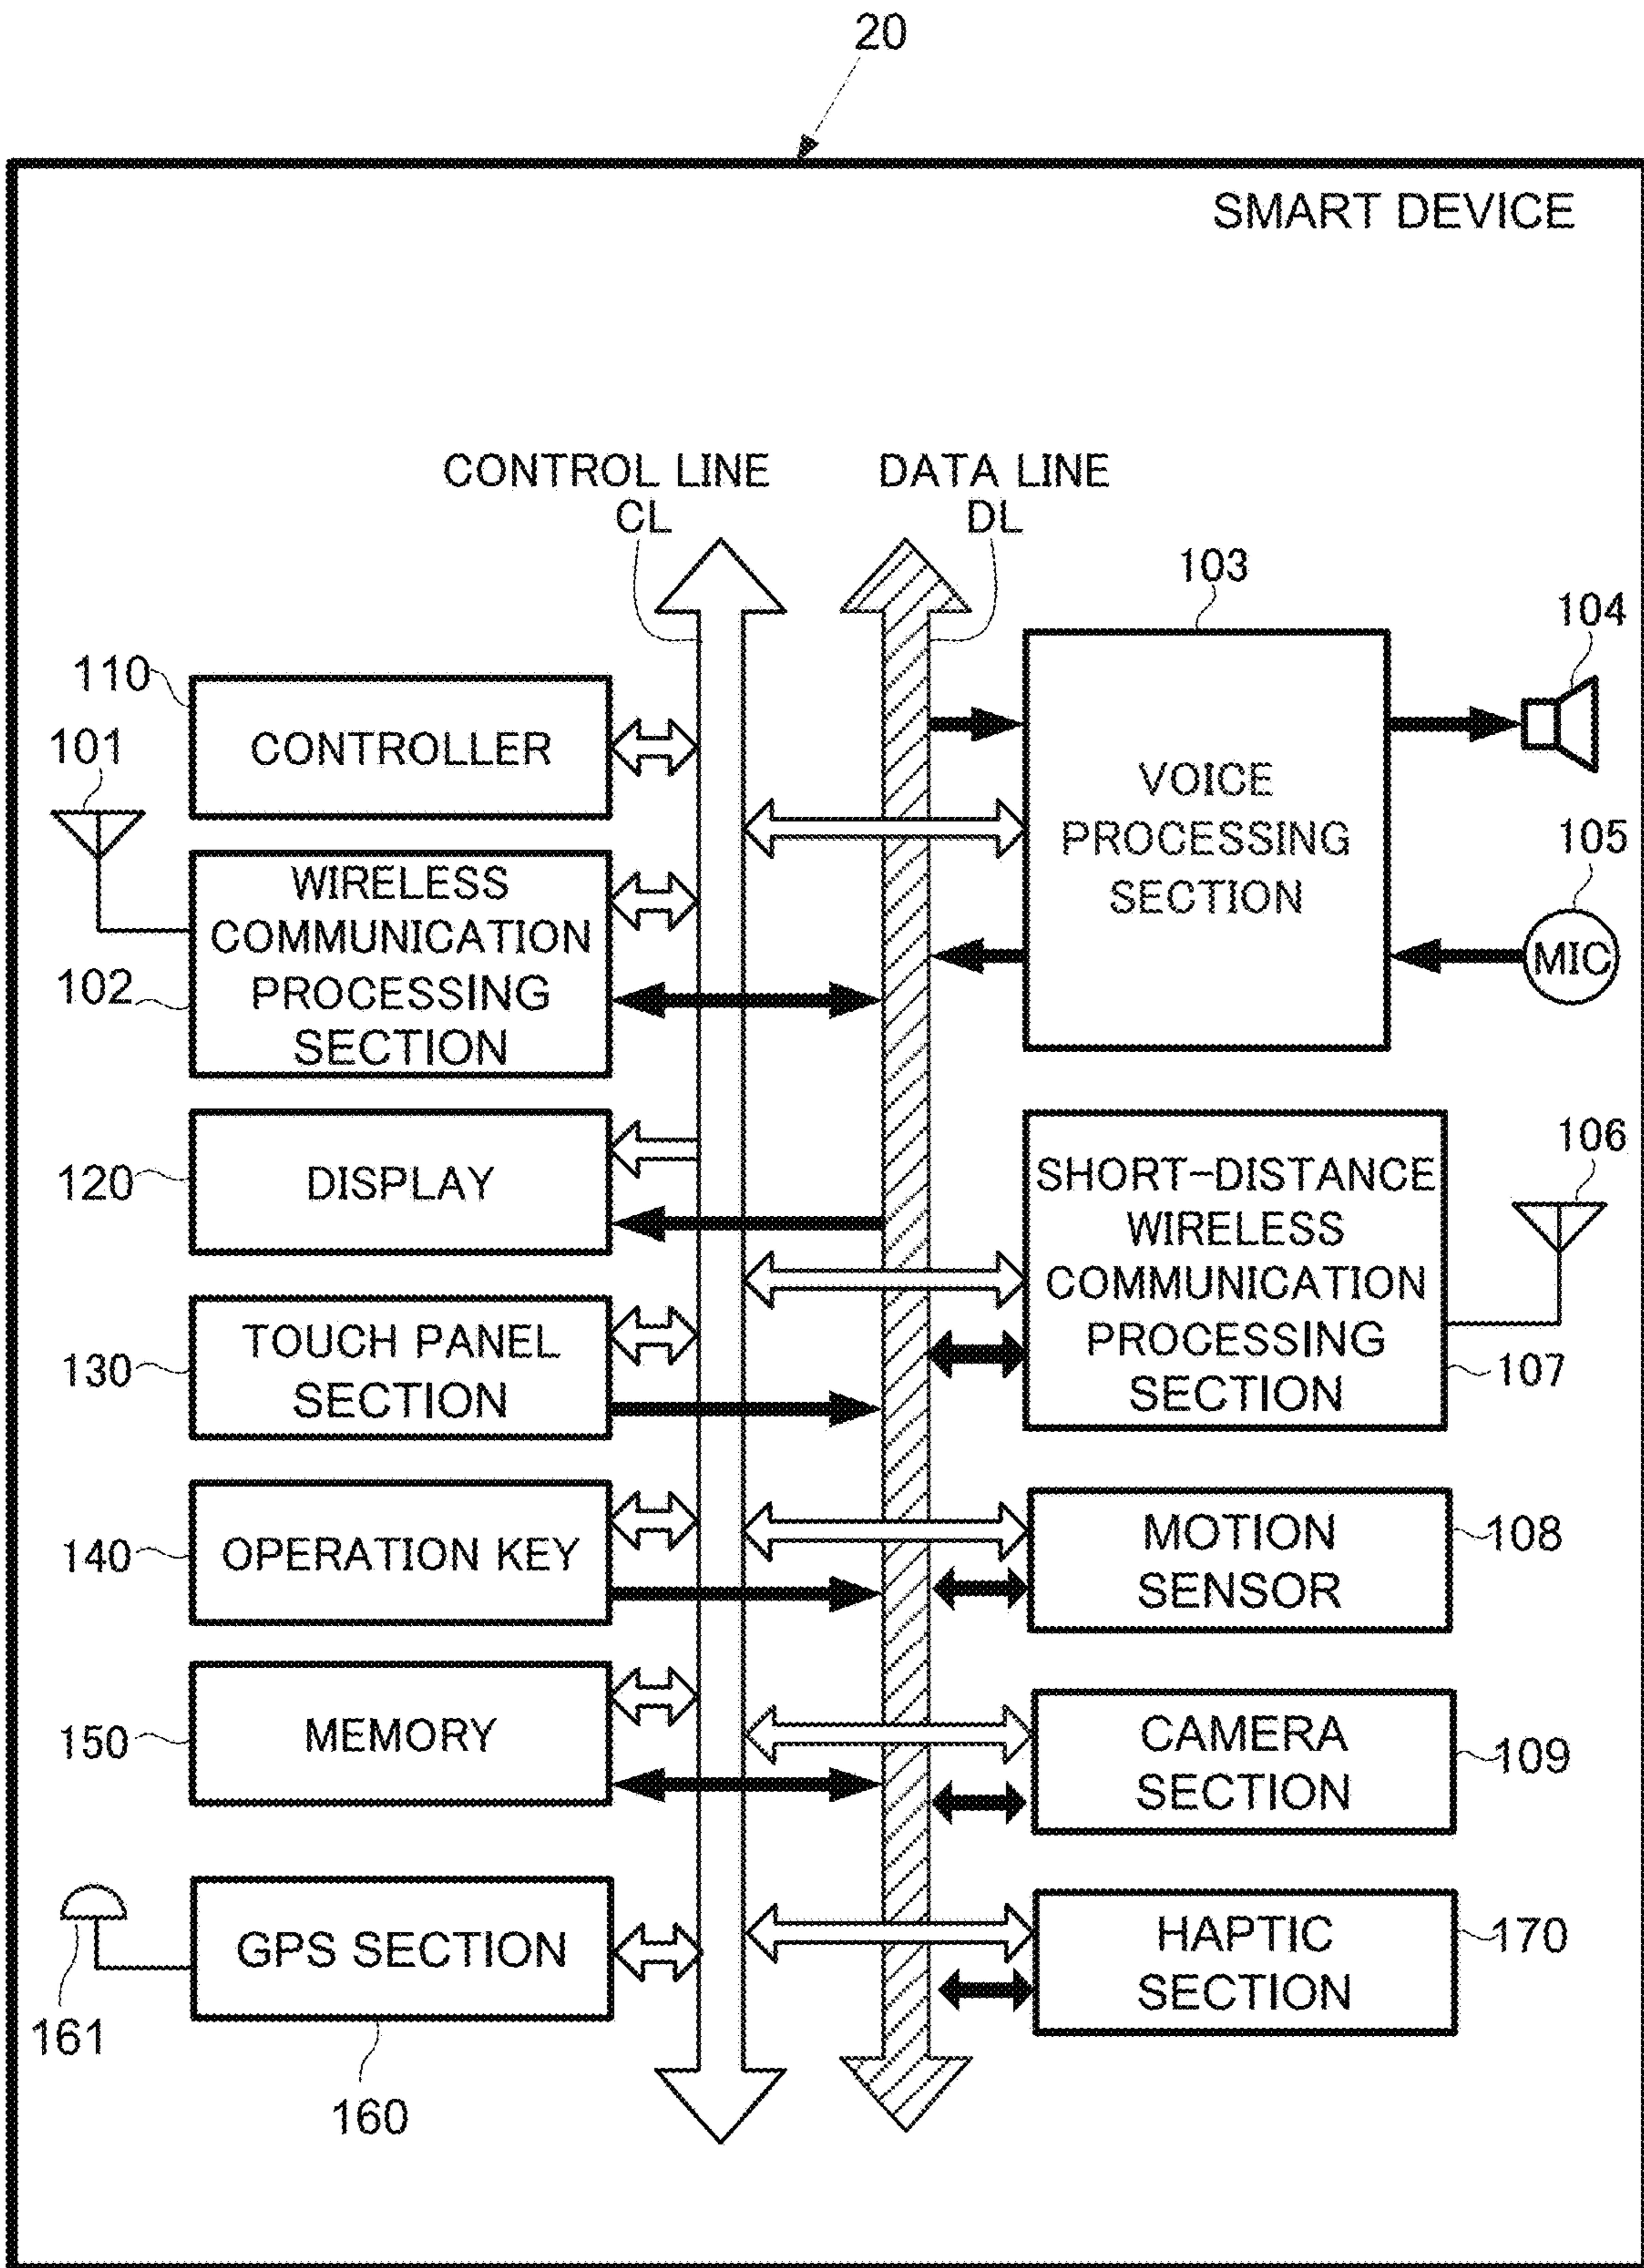 20
SMART DEVICE
CONTROL LINE
CL
DATA LINE
DL
103
104
110
CONTROLLER
101
VOICE
PROCESSING
SECTION
105
MIC
WIRELESS
COMMUNICATION
PROCESSING
SECTION
102
106
SHORT-DISTANCE
WIRELESS
COMMUNICATION
PROCESSING
SECTION
107
120
DISPLAY
130
TOUCH PANEL
SECTION
140
OPERATION KEY
MOTION
SENSOR
108
150
MEMORY
CAMERA
SECTION
109
GPS SECTION
161
160
HAPTIC
SECTION
170